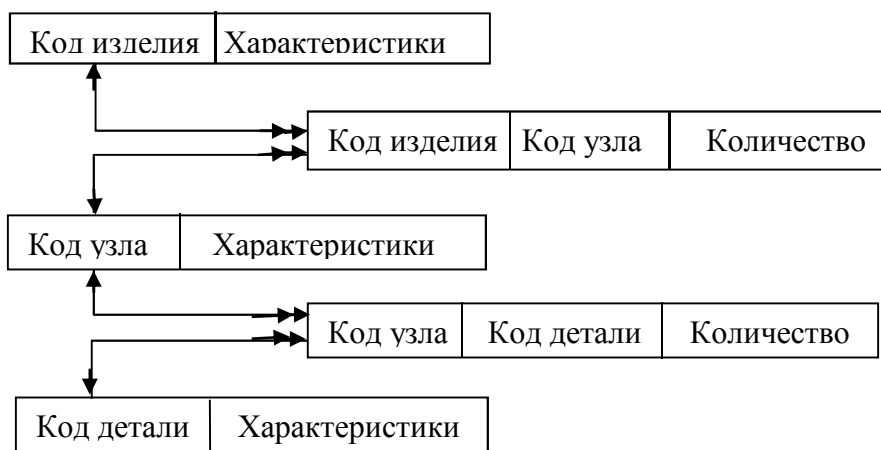 Код изделия Характеристики
Код изделия Код узла Количество
Код узла Характеристики
Код узла Код детали Количество
Код детали Характеристики